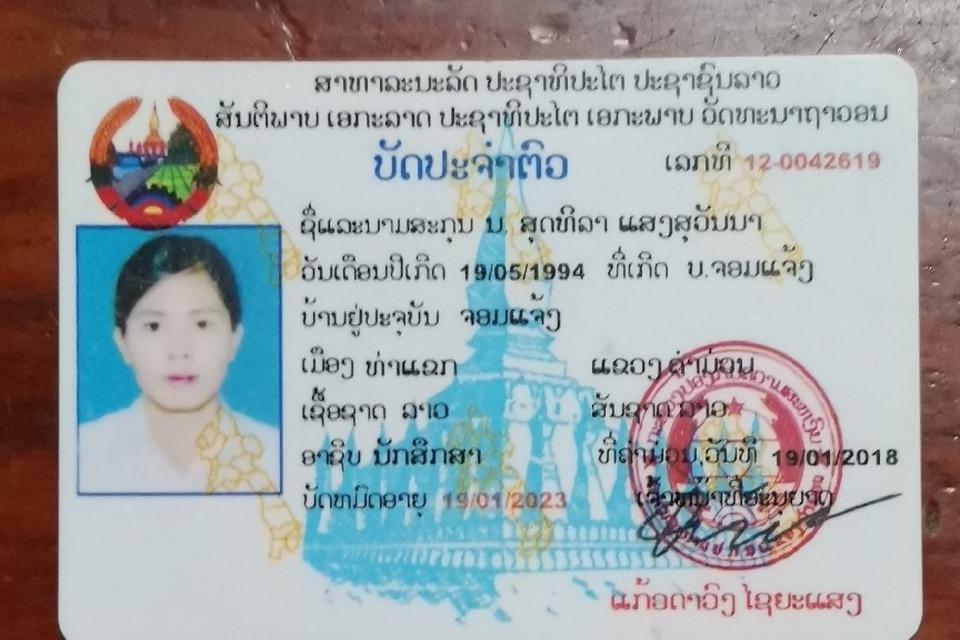 ສາທາລະນະລັດ ປະຊາທິປະໄຕ ປະຊາຊົນລາວ
ສັນຕິພາບ ເອກະລາດ ປະຊາທິປະໄຕ ເອກະພາບ ວັດທະນາຖາວອນ
ບັດປະຈຳຕົວ ເລກທີ 12-0042619
ຊື່ແລະນາມສະກຸນ ນ. ສຸດທິລາ ແສງສຸວັນນາ
ວັນເດືອນປີເກີດ 19/05/1994 ທີ່ເກີດ ບ.ຈອມແຈ້ງ
ບ້ານຢູ່ປະຈຸບັນ ຈອມແຈ້ງ
ເມືອງ ທ່າແຂກ ແຂວງ ຄຳມ່ວນ
ເຊື້ອຊາດ ລາວ ສັນຊາດ ລາວ
ອາຊີບ ນັກສຶກສາ ທີ່ຄຳມ່ວນ,ວັນທີ 19/01/2018
ບັດຫມົດອາຍຸ 19/01/2023 ເຈົ້າໜ້າທີ່ອະນຸຍາດ
ແກ້ອດາວົງ ໄຊຍະແສງ